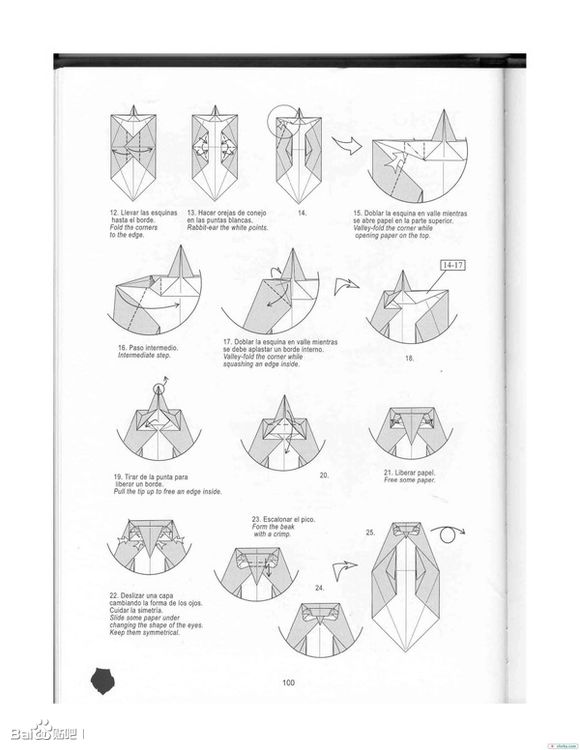 12. Llevar las esquinas
hasta el borde.
Fold the corners
to the edge.
13. Hacer orejas de conejo
en las puntas blancas.
Rabbit-ear the white points.
14.
15. Doblar la esquina en valle mientras
se abre papel en la parte superior.
Valley-fold the corner while
opening paper on the top.
16. Paso intermedio.
Intermediate step.
17. Doblar la esquina en valle mientras
se debe aplastar un borde interno.
Valley-fold the corner while
squashing an edge inside.
14-17
18.
19. Tirar de la punta para
liberar un borde.
Pull the tip up to free an edge inside.
20.
21. Liberar papel.
Free some paper.
22. Deslizar una capa
cambiando la forma de los ojos.
Cuidar la simetría.
Slide some paper under
changing the shape of the eyes.
Keep them symmetrical.
23. Escalonar el pico.
Form the beak
with a crimp.
24.
25.
100
Bai贴吧